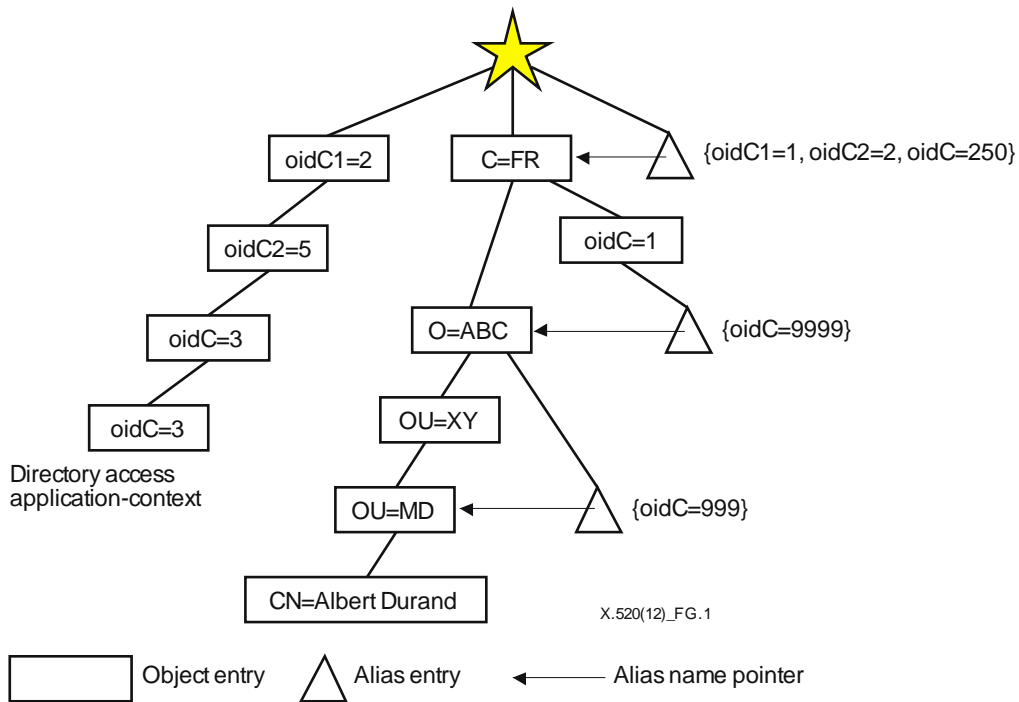 oidC1=2
C=FR
{oidC1=1, oidC2=2, oidC=250}
oidC2=5
oidC=1
oidC=3
O=ABC
{oidC=9999}
oidC=3
OU=XY
Directory access
application-context
OU=MD
{oidC=999}
CN=Albert Durand
X.520(12)_FG.1
Object entry
Alias entry
Alias name pointer